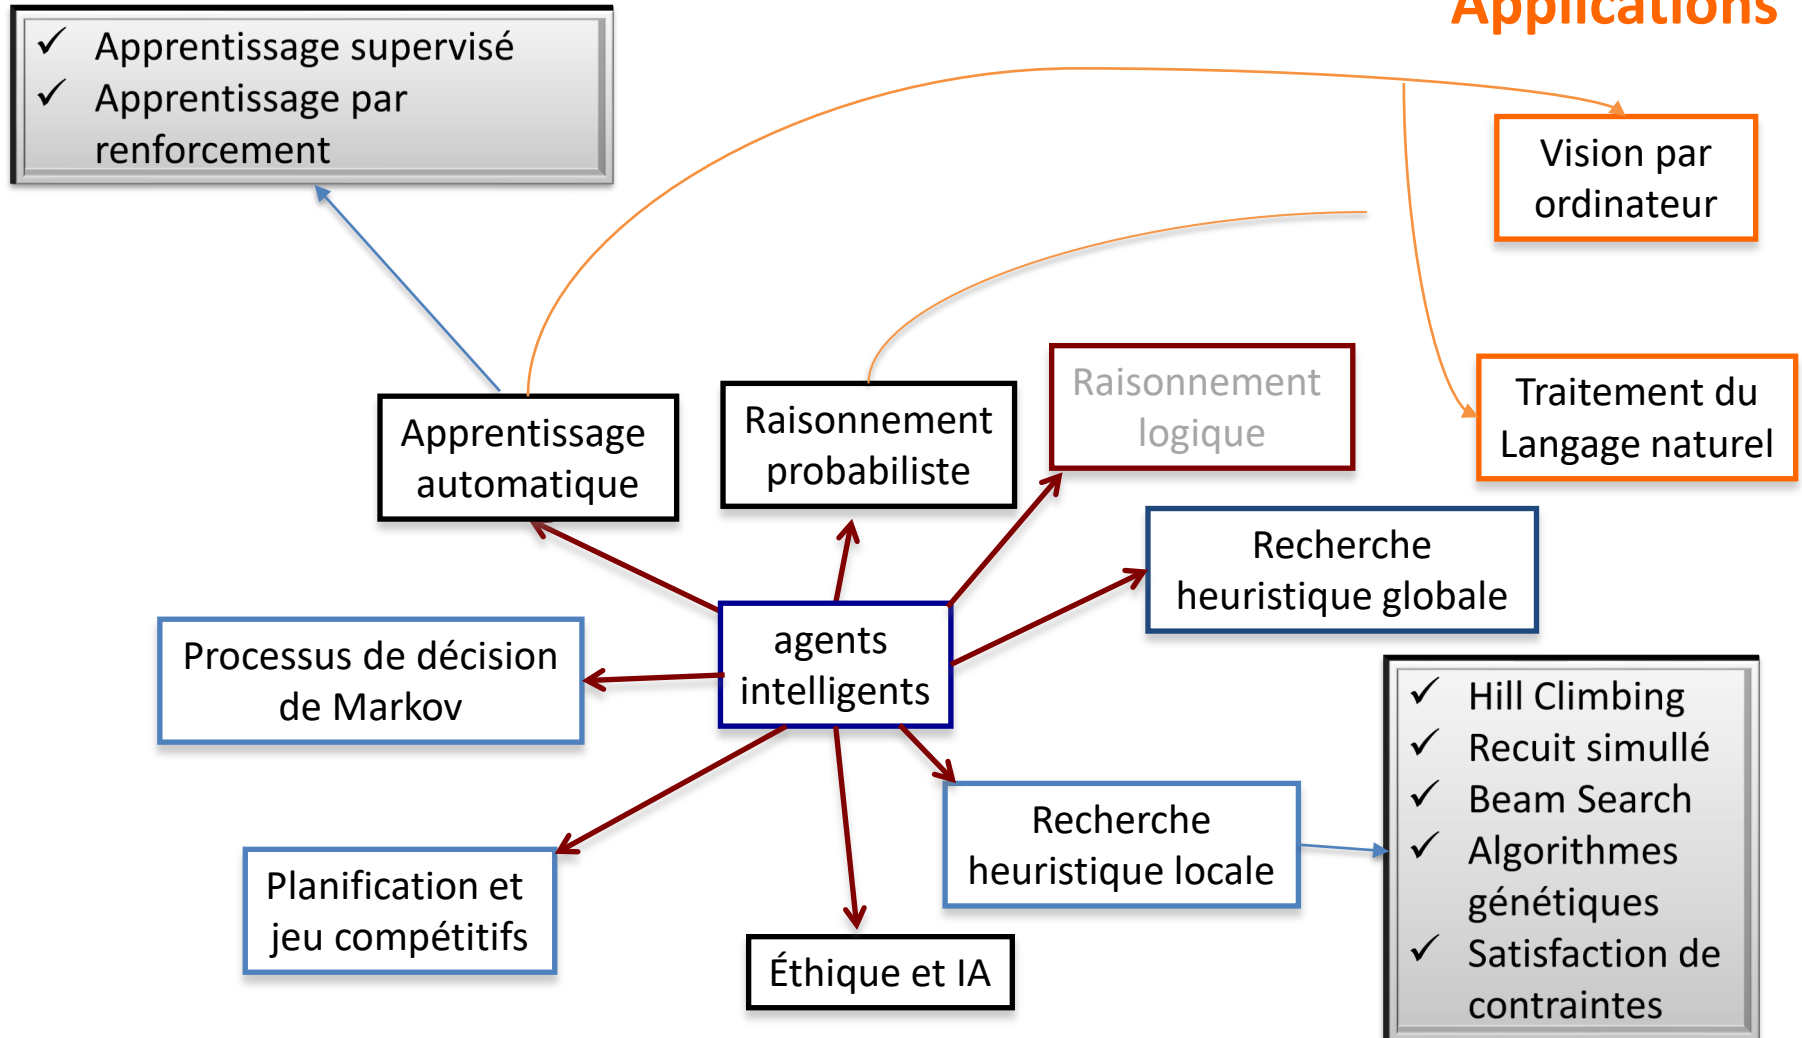 Applications
✓ Apprentissage supervisé
✓ Apprentissage par
renforcement
Vision par
ordinateur
Traitement du
Langage naturel
Apprentissage
automatique
Raisonnement
probabiliste
Raisonnement
logique
Recherche
heuristique globale
agents
intelligents
Processus de décision
de Markov
Planification et
jeu compétitifs
Éthique et IA
Recherche
heuristique locale
✓ Hill Climbing
✓ Recuit simullé
✓ Beam Search
✓ Algorithmes
génétiques
✓ Satisfaction de
contraintes